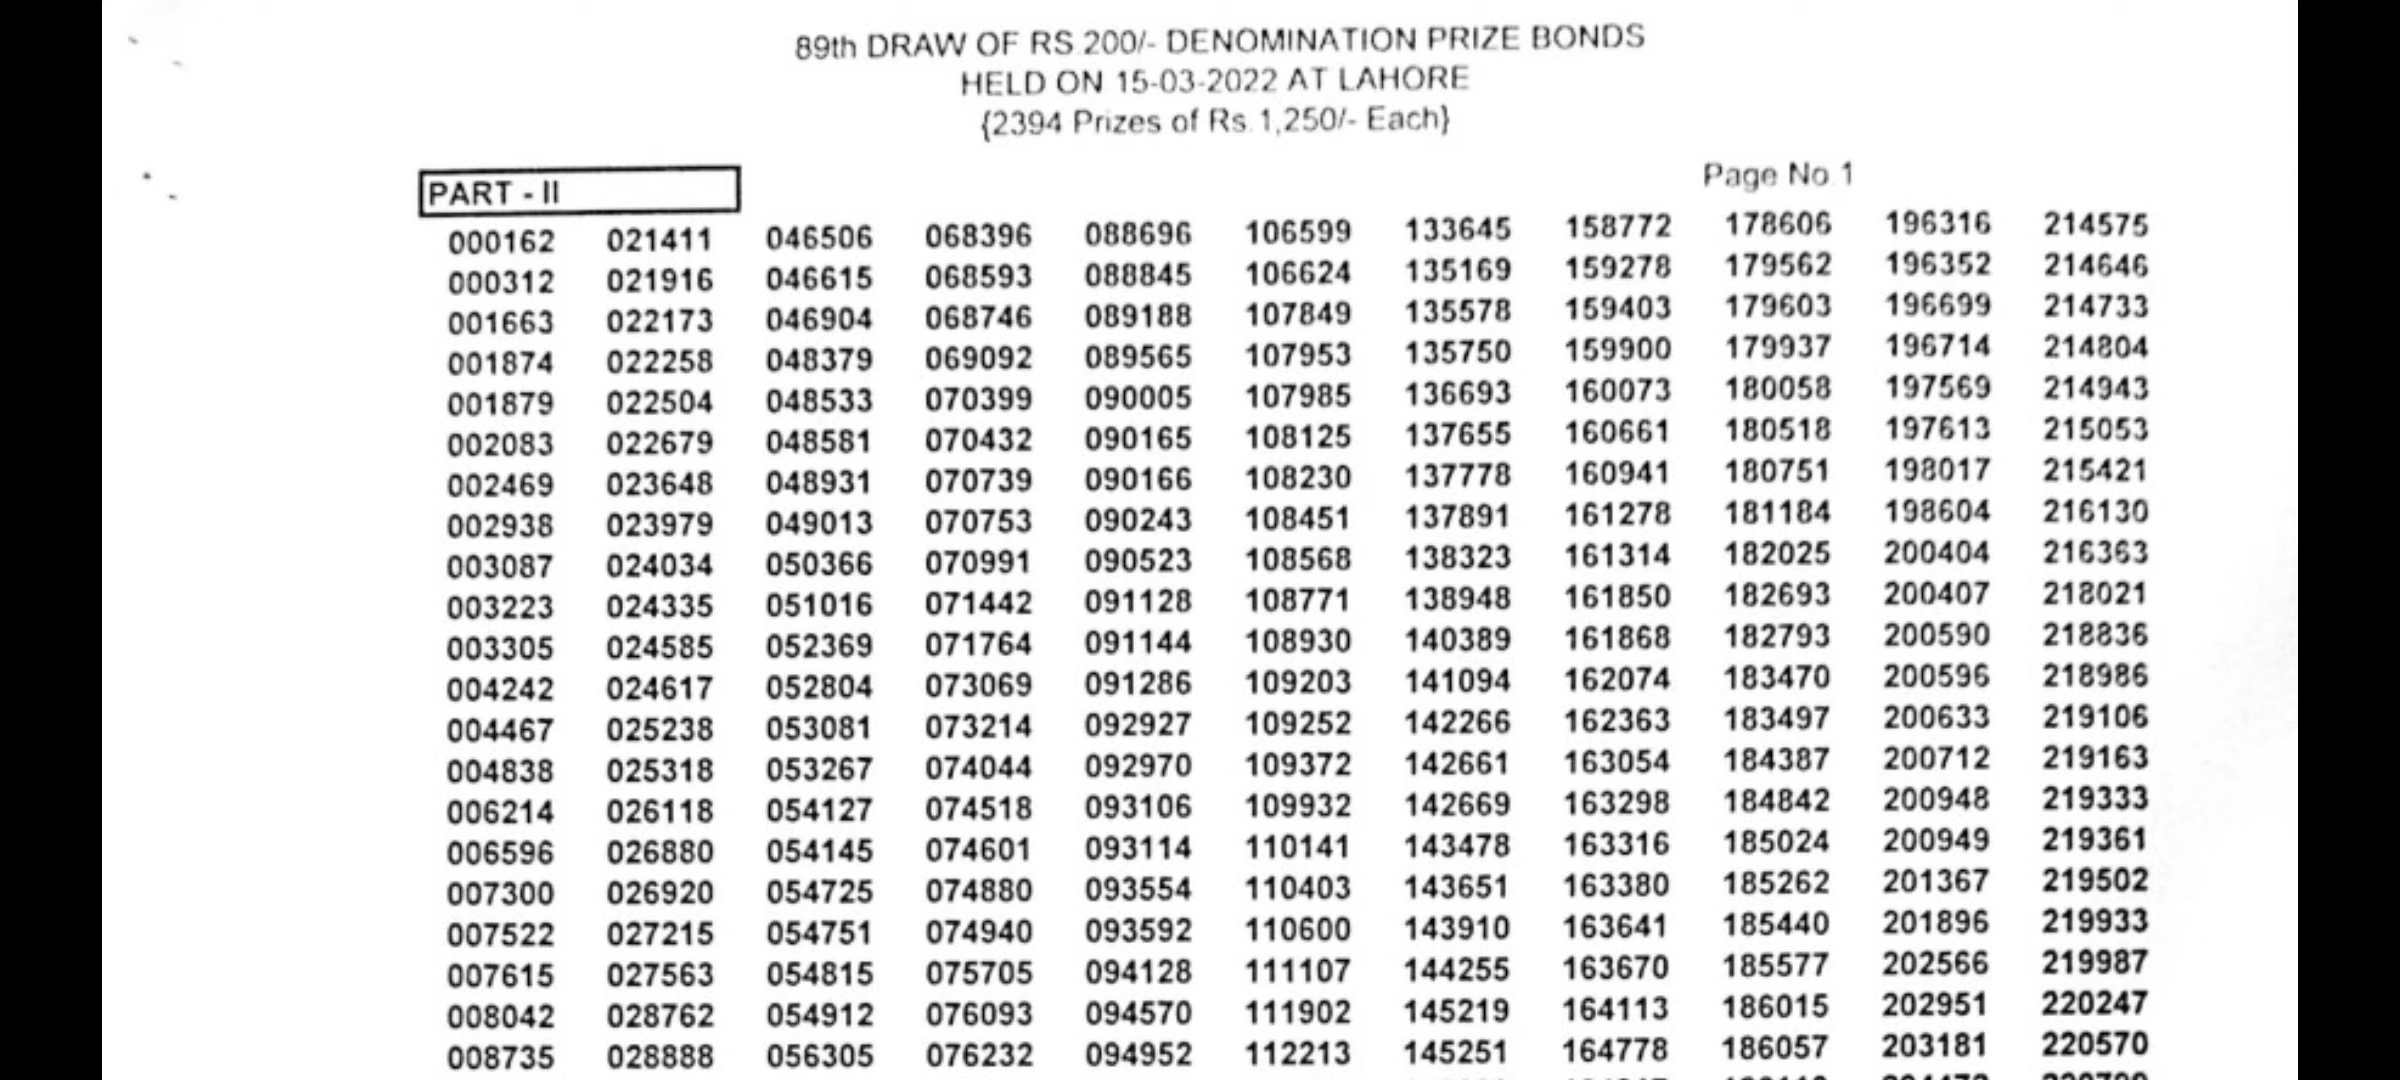 89th DRAW OF RS 200/- DENOMINATION PRIZE BONDS
HELD ON 15-03-2022 AT LAHORE
{2394 Prizes of Rs.1,250/- Each}
PART - II
Page No 1
000162 021411 046506 068396 088696 106599 133645 158772 178606 196316 214575
000312 021916 046615 068593 088845 106624 135169 159278 179562 196352 214646
001663 022173 046904 068746 089188 107849 135578 159403 179603 196699 214733
001874 022258 048379 069092 089565 107953 135750 159900 179937 196714 214804
001879 022504 048533 070399 090005 107985 136693 160073 180058 197569 214943
002083 022679 048581 070432 090165 108125 137655 160661 180518 197613 215053
002469 023648 048931 070739 090166 108230 137778 160941 180751 198017 215421
002938 023979 049013 070753 090243 108451 137891 161278 181184 198604 216130
003087 024034 050366 070991 090523 108568 138323 161314 182025 200404 216363
003223 024335 051016 071442 091128 108771 138948 161850 182693 200407 218021
003305 024585 052369 071764 091144 108930 140389 161868 182793 200590 218836
004242 024617 052804 073069 091286 109203 141094 162074 183470 200596 218986
004467 025238 053081 073214 092927 109252 142266 162363 183497 200633 219106
004838 025318 053267 074044 092970 109372 142661 163054 184387 200712 219163
006214 026118 054127 074518 093106 109932 142669 163298 184842 200948 219333
006596 026880 054145 074601 093114 110141 143478 163316 185024 200949 219361
007300 026920 054725 074880 093554 110403 143651 163380 185262 201367 219502
007522 027215 054751 074940 093592 110600 143910 163641 185440 201896 219933
007615 027563 054815 075705 094128 111107 144255 163670 185577 202566 219987
008042 028762 054912 076093 094570 111902 145219 164113 186015 202951 220247
008735 028888 056305 076232 094952 112213 145251 164778 186057 203181 220570